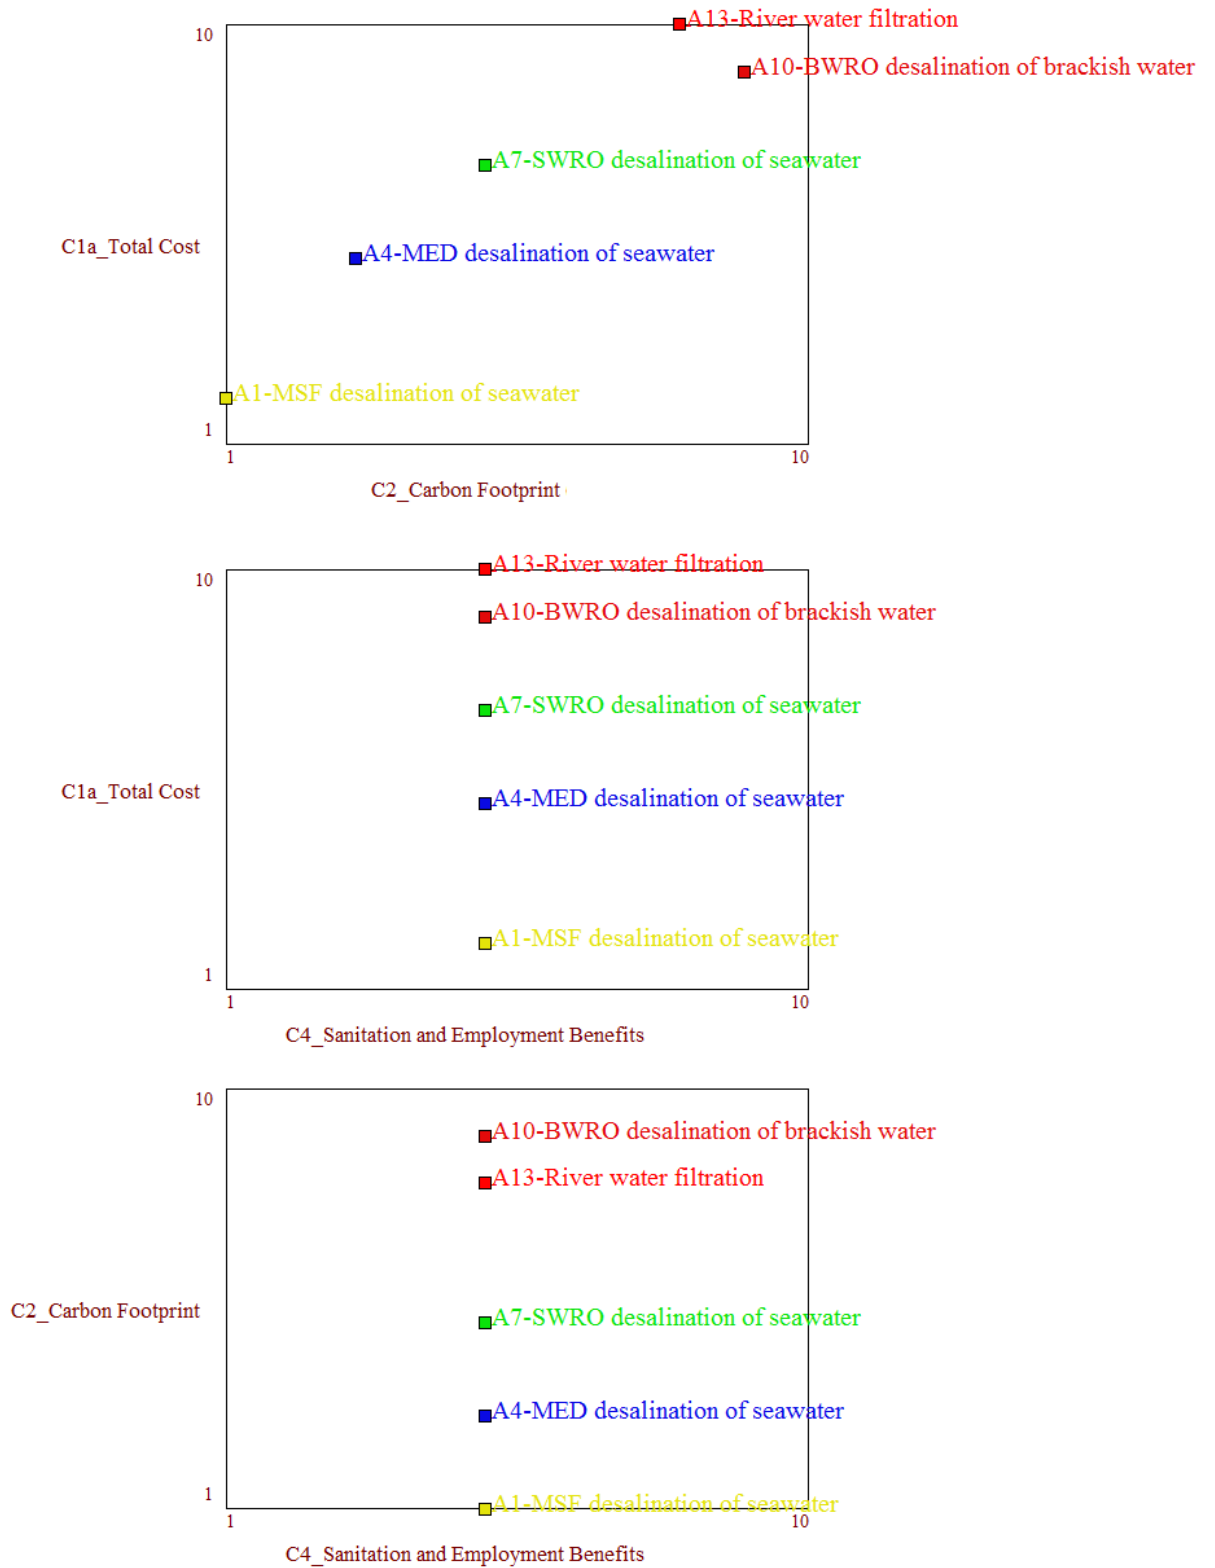 A13-River water filtration
10
A10-BWRO desalination of brackish water
A7-SWRO desalination of seawater
C1a_Total Cost
A4-MED desalination of seawater
A1-MSF desalination of seawater
1
1
10
C2_Carbon Footprint
A13-River water filtration
10
A10-BWRO desalination of brackish water
A7-SWRO desalination of seawater
C1a_Total Cost
A4-MED desalination of seawater
A1-MSF desalination of seawater
1
1
10
C4_Sanitation and Employment Benefits
10
A10-BWRO desalination of brackish water
A13-River water filtration
C2_Carbon Footprint
A7-SWRO desalination of seawater
A4-MED desalination of seawater
1
A1-MSF desalination of seawater
1
10
C4_Sanitation and Employment Benefits